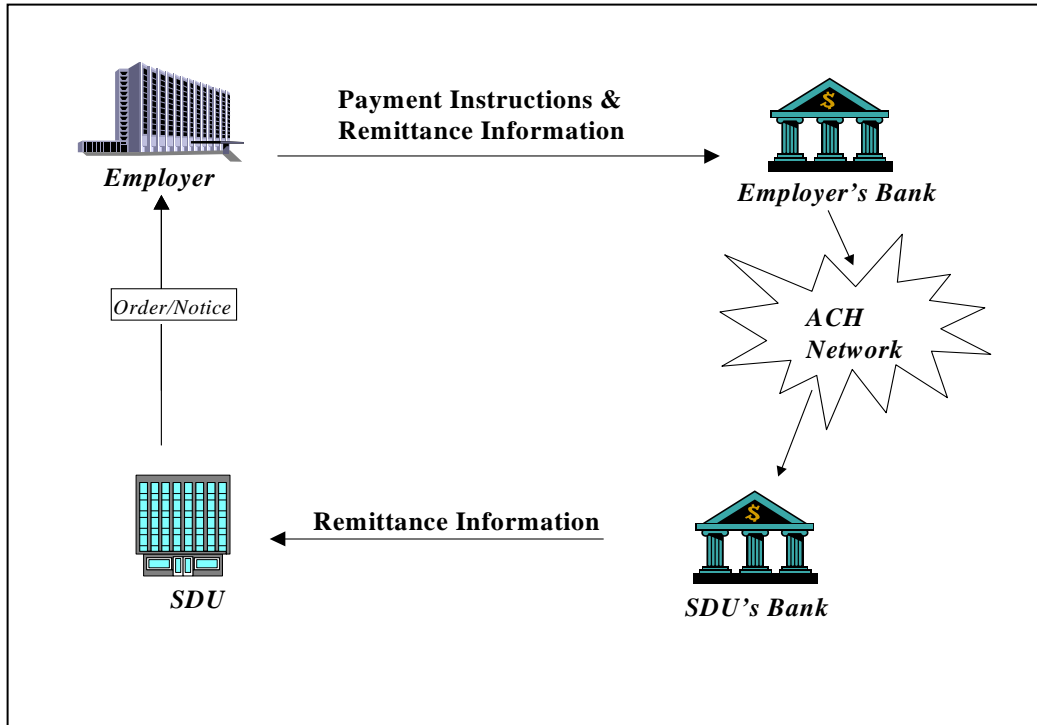 Payment Instructions &
Remittance Information
$
Employer
Employer's Bank
Order/Notice
ACH
Network
Remittance Information
$
SDU
SDU's Bank